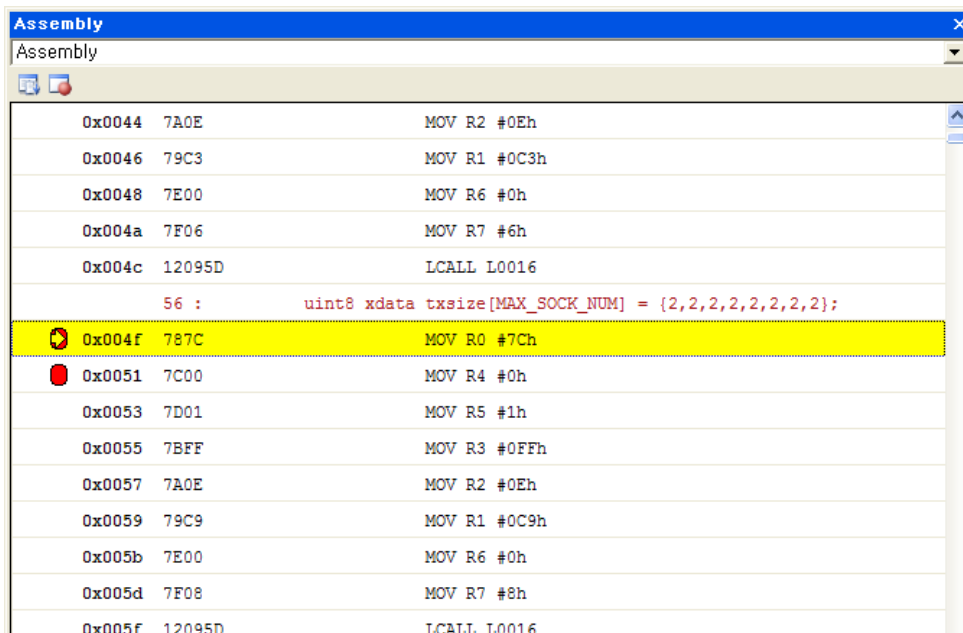 Assembly
Assembly
0x0044 7A0E MOV R2 #0Eh
0x0046 79C3 MOV R1 #0C3h
0x0048 7E00 MOV R6 #0h
0x004a 7F06 MOV R7 #6h
0x004c 12095D LCALL L0016
56 : uint8 xdata txsize[MAX_SOCK_NUM] = {2,2,2,2,2,2,2,2};
0x004f 787C MOV R0 #7Ch
0x0051 7C00 MOV R4 #0h
0x0053 7D01 MOV R5 #1h
0x0055 7BFF MOV R3 #0FFh
0x0057 7A0E MOV R2 #0Eh
0x0059 79C9 MOV R1 #0C9h
0x005b 7E00 MOV R6 #0h
0x005d 7F08 MOV R7 #8h
0x005f 12095D LCALL L0016